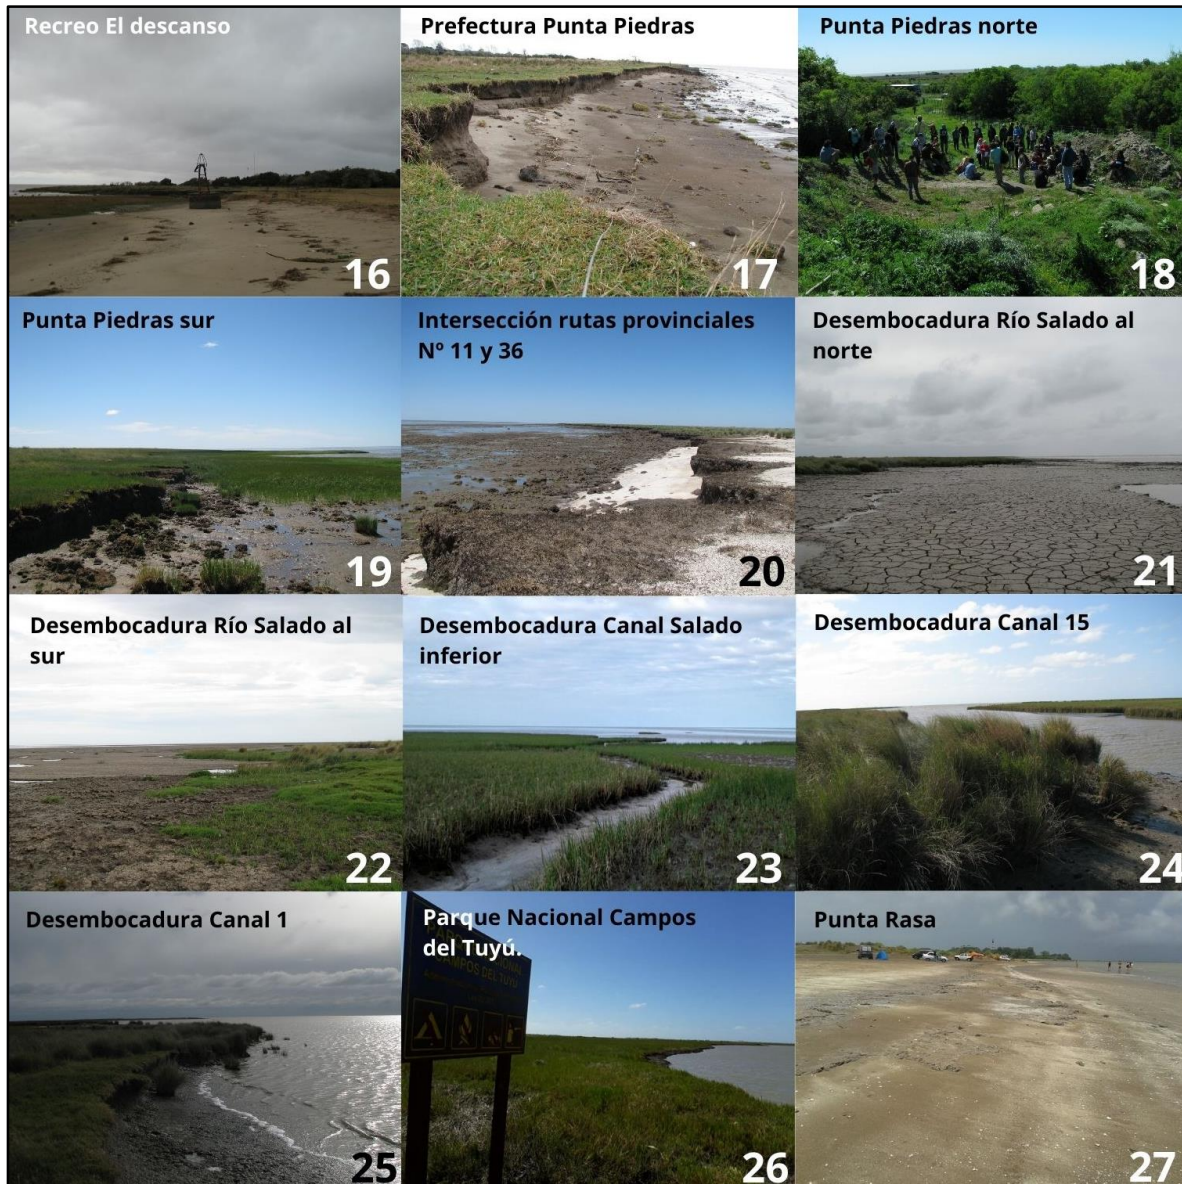 Recreo El descanso
16
Prefectura Punta Piedras
17
Punta Piedras norte
18
Punta Piedras sur
19
Intersección rutas provinciales
Nº 11 y 36
20
Desembocadura Río Salado al
norte
21
Desembocadura Río Salado al
sur
22
Desembocadura Canal Salado
inferior
23
Desembocadura Canal 15
24
Desembocadura Canal 1
25
Parque Nacional Campos
del Tuyú.
CAMPOS DEL TUYÚ
26
Punta Rasa
27